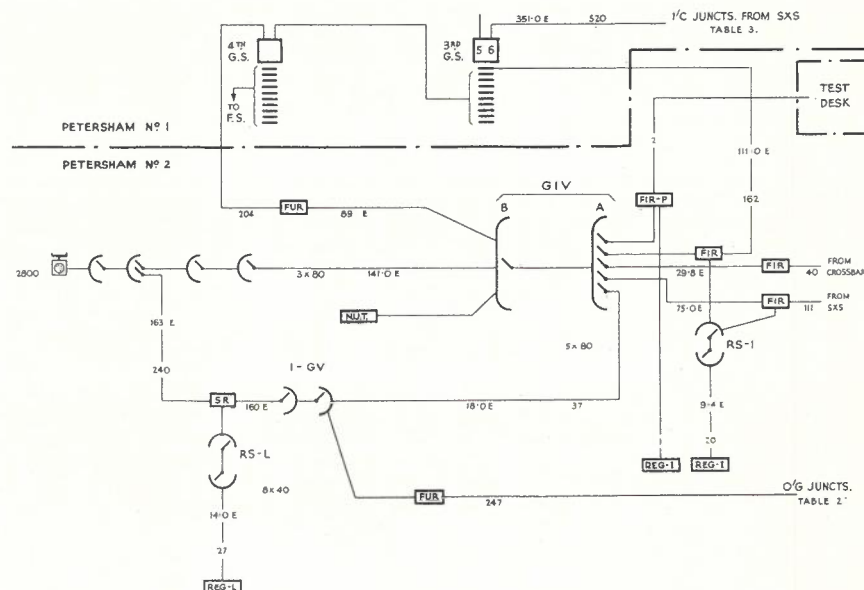 351.0 E 520 I'C JUNCTS. FROM SXS
TABLE 3.
4TH
G.S.
3RD
G.S.
5 6
TO
F.S.
TEST
DESK
PETERSHAM Nº 1
PETERSHAM Nº 2
2
111.0 E
162
GIV
B
A
FIR-P
204 FUR 89 E
FIR
2800
3 x 80 141.0 E
29.8 E FIR 40 FROM
CROSSBAR
163 E
N.U.T.
75.0 E FIR 111 FROM
SXS
240
5 x 80
RS-I
1-GV
SR 160 E 18.0 E 37
9.4 E
RS-L
20
REG-I REG-I
8 x 40
14.0 E
FUR 247
O'G JUNCTS.
TABLE 2
27
REG-L